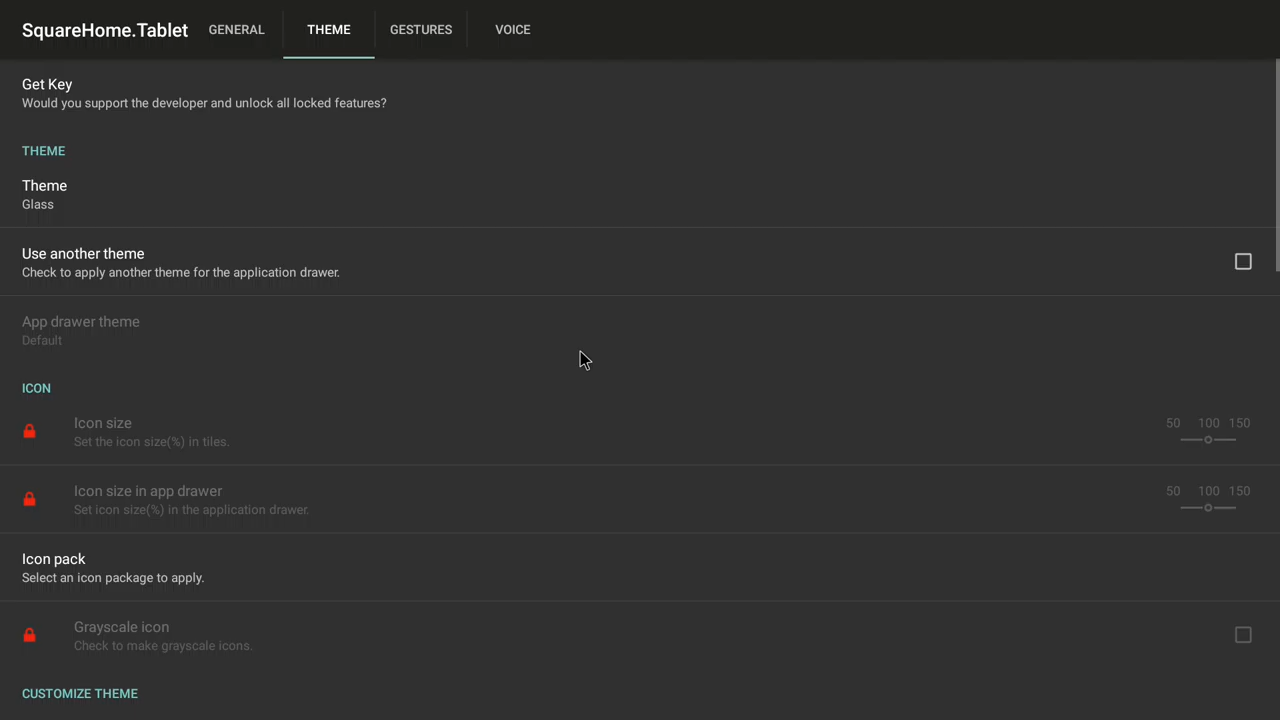 SquareHome.Tablet GENERAL THEME GESTURES VOICE
Get Key
Would you support the developer and unlock all locked features?
THEME
Theme
Glass
Use another theme
Check to apply another theme for the application drawer.
App drawer theme
Default
ICON
Icon size
Set the icon size(%) in tiles.
50 100 150
Icon size in app drawer
Set icon size(%) in the application drawer.
50 100 150
Icon pack
Select an icon package to apply.
Grayscale icon
Check to make grayscale icons.
CUSTOMIZE THEME